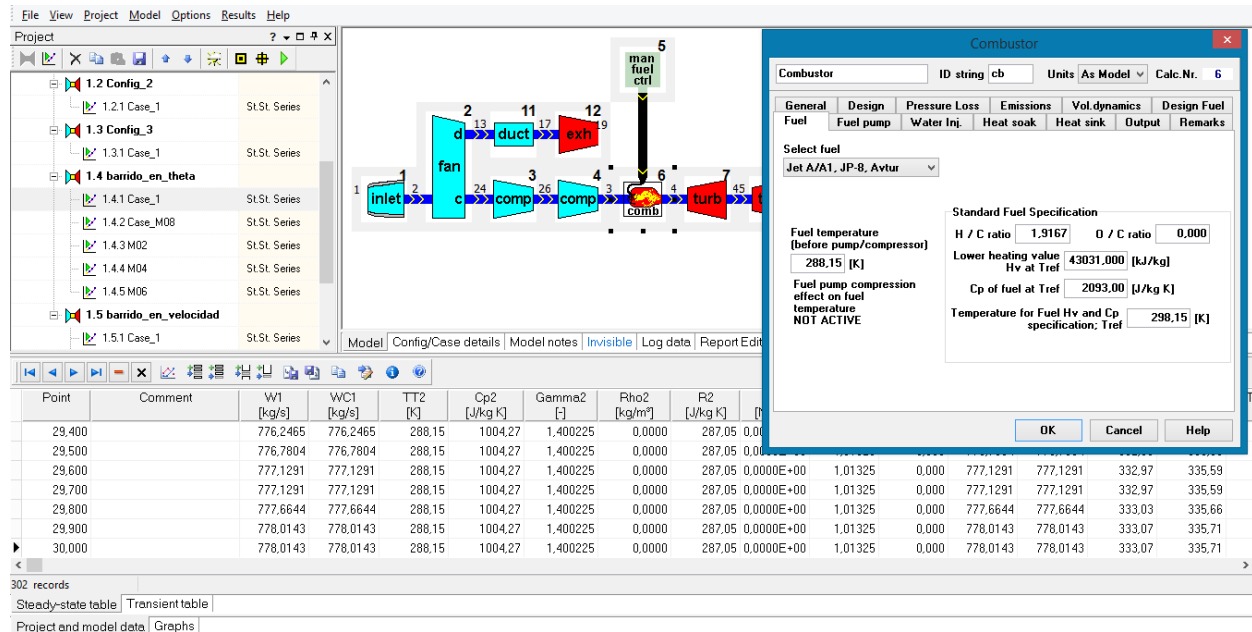 File View Project Model Options Results Help
Project
1.2 Config_2
1.2.1 Case_1 St.St. Series
1.3 Config_3
1.3.1 Case_1 St.St. Series
1.4 barrido_en_theta
1.4.1 Case_1 St.St. Series
1.4.2 Case_M08 St.St. Series
1.4.3 M02 St.St. Series
1.4.4 M04 St.St. Series
1.4.5 M06 St.St. Series
1.5 barrido_en_velocidad
1.5.1 Case_1 St.St. Series
5
man
fuel
ctrl
2 11 12
d 13 duct 17 exh 19
fan
1 3 4 6 7
1 inlet 2 c 24 comp 26 comp 3 comb 4 turb 45
Model Config/Case details Model notes Invisible Log data Report Edit
Combustor
Combustor ID string cb Units As Model Calc.Nr. 6
General Design Pressure Loss Emissions Vol.dynamics Design Fuel
Fuel Fuel pump Water Inj. Heat soak Heat sink Output Remarks
Select fuel
Jet A/A1, JP-8, Avtur
Fuel temperature
(before pump/compressor)
288,15 [K]
Fuel pump compression
effect on fuel
temperature
NOT ACTIVE
Standard Fuel Specification
H / C ratio 1,9167 O / C ratio 0,000
Lower heating value
Hv at Tref 43031,000 [kJ/kg]
Cp of fuel at Tref 2093,00 [J/kg K]
Temperature for Fuel Hv and Cp
specification; Tref 298,15 [K]
OK Cancel Help
Point Comment W1 WC1 TT2 Cp2 Gamma2 Rho2 R2
[kg/s] [kg/s] [K] [J/kg K] [-] [kg/m³] [J/kg K]
29,400 776,2465 776,2465 288,15 1004,27 1,400225 0,0000 287,05
29,500 776,7804 776,7804 288,15 1004,27 1,400225 0,0000 287,05
29,600 777,1291 777,1291 288,15 1004,27 1,400225 0,0000 287,05 0,0000E+00 1,01325 0,000 777,1291 777,1291 332,97 335,59
29,700 777,1291 777,1291 288,15 1004,27 1,400225 0,0000 287,05 0,0000E+00 1,01325 0,000 777,1291 777,1291 332,97 335,59
29,800 777,6644 777,6644 288,15 1004,27 1,400225 0,0000 287,05 0,0000E+00 1,01325 0,000 777,6644 777,6644 333,03 335,66
29,900 778,0143 778,0143 288,15 1004,27 1,400225 0,0000 287,05 0,0000E+00 1,01325 0,000 778,0143 778,0143 333,07 335,71
30,000 778,0143 778,0143 288,15 1004,27 1,400225 0,0000 287,05 0,0000E+00 1,01325 0,000 778,0143 778,0143 333,07 335,71
302 records
Steady-state table Transient table
Project and model data Graphs